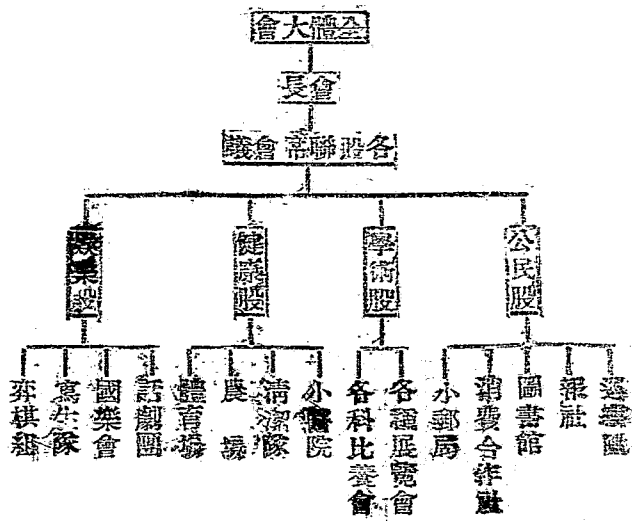 全體大會
會長
各股聯席會議
公民股
學術股
健康股
娛樂股
報社
圖書館
消費合作社
小郵局
各種展覽會
各科比賽會
小醫院
清潔隊
農場
體育場
話劇團
國樂會
寫生隊
弈棋組